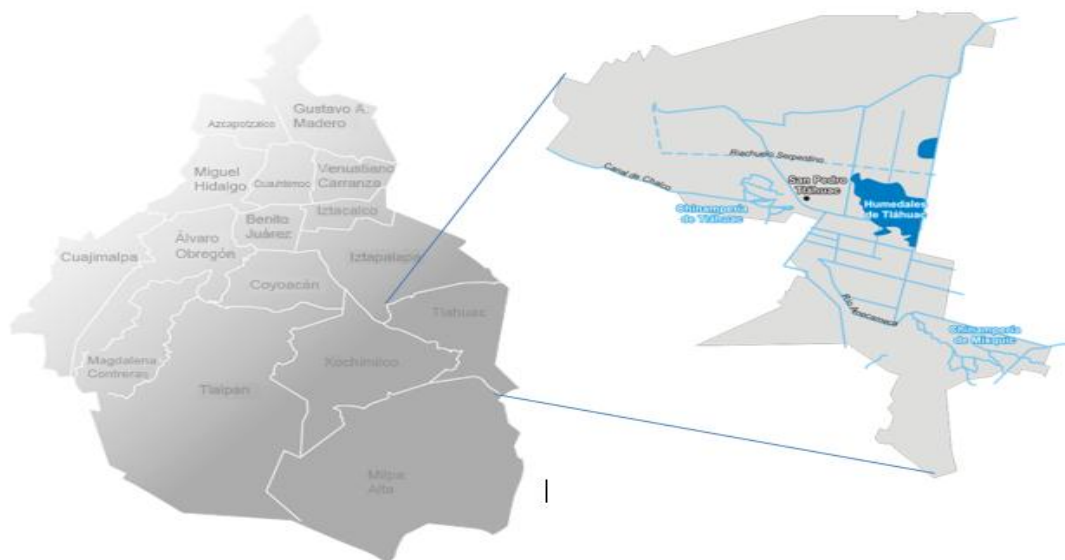 Gustavo A.
Madero
Azcapotzalco
Miguel
Hidalgo
Cuauhtémoc
Venustiano
Carranza
Iztacalco
Benito
Juárez
Álvaro
Obregón
Cuajimalpa
Iztapalapa
Coyoacán
Tlahuac
Magdalena
Contreras
Xochimilco
Tlalpan
Milpa
Alta
Riachuelo Serpentino
Canal de Chalco
San Pedro
Tláhuac
Chinampería
de Tláhuac
Humedales
de Tláhuac
Río Amecameca
Chinampería
de Mixquic